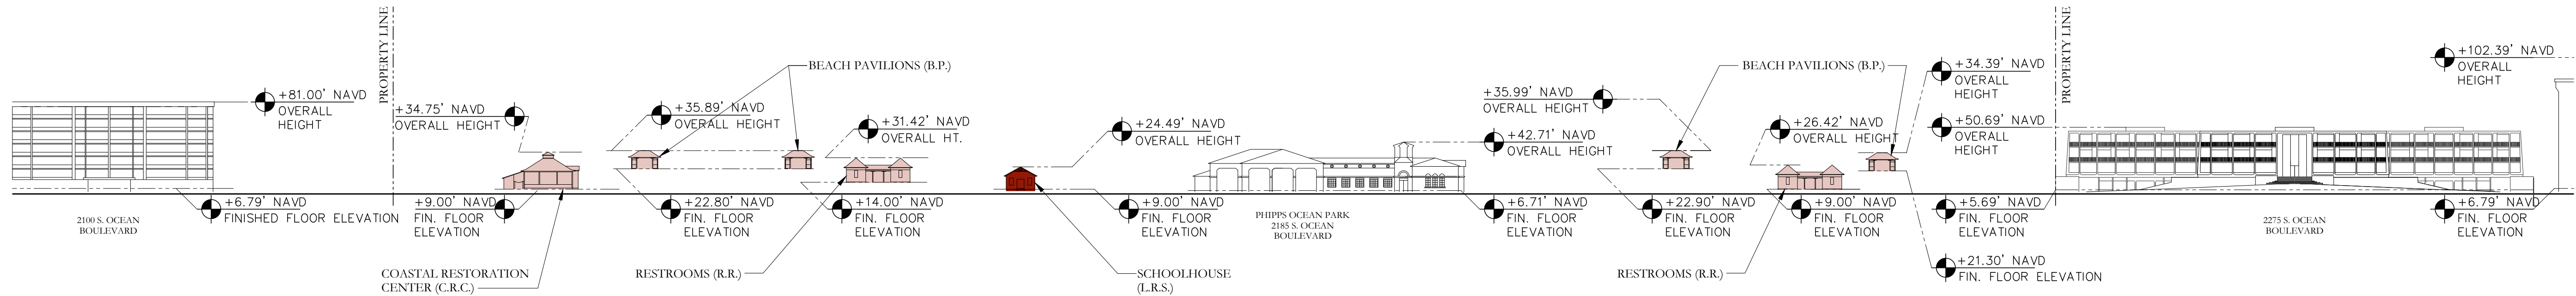 +81.00' NAVD
OVERALL
HEIGHT
+6.79' NAVD
FINISHED FLOOR ELEVATION
2100 S. OCEAN
BOULEVARD
PROPERTY LINE
+34.75' NAVD
OVERALL HEIGHT
+9.00' NAVD
FIN. FLOOR
ELEVATION
COASTAL RESTORATION
CENTER (C.R.C.)
+35.89' NAVD
OVERALL HEIGHT
+22.80' NAVD
FIN. FLOOR
ELEVATION
BEACH PAVILIONS (B.P.)
+31.42' NAVD
OVERALL HT.
+14.00' NAVD
FIN. FLOOR
ELEVATION
RESTROOMS (R.R.)
+24.49' NAVD
OVERALL HEIGHT
+9.00' NAVD
FIN. FLOOR
ELEVATION
SCHOOLHOUSE
(L.R.S.)
PHIPPS OCEAN PARK
2185 S. OCEAN
BOULEVARD
+42.71' NAVD
OVERALL HEIGHT
+6.71' NAVD
FIN. FLOOR
ELEVATION
+35.99' NAVD
OVERALL HEIGHT
+22.90' NAVD
FIN. FLOOR
ELEVATION
BEACH PAVILIONS (B.P.)
+26.42' NAVD
OVERALL HEIGHT
+9.00' NAVD
FIN. FLOOR
ELEVATION
RESTROOMS (R.R.)
+34.39' NAVD
OVERALL
HEIGHT
+50.69' NAVD
OVERALL
HEIGHT
+5.69' NAVD
FIN. FLOOR
ELEVATION
+21.30' NAVD
FIN. FLOOR ELEVATION
PROPERTY LINE
2275 S. OCEAN
BOULEVARD
+102.39' NAVD
OVERALL
HEIGHT
+6.79' NAVD
FIN. FLOOR
ELEVATION